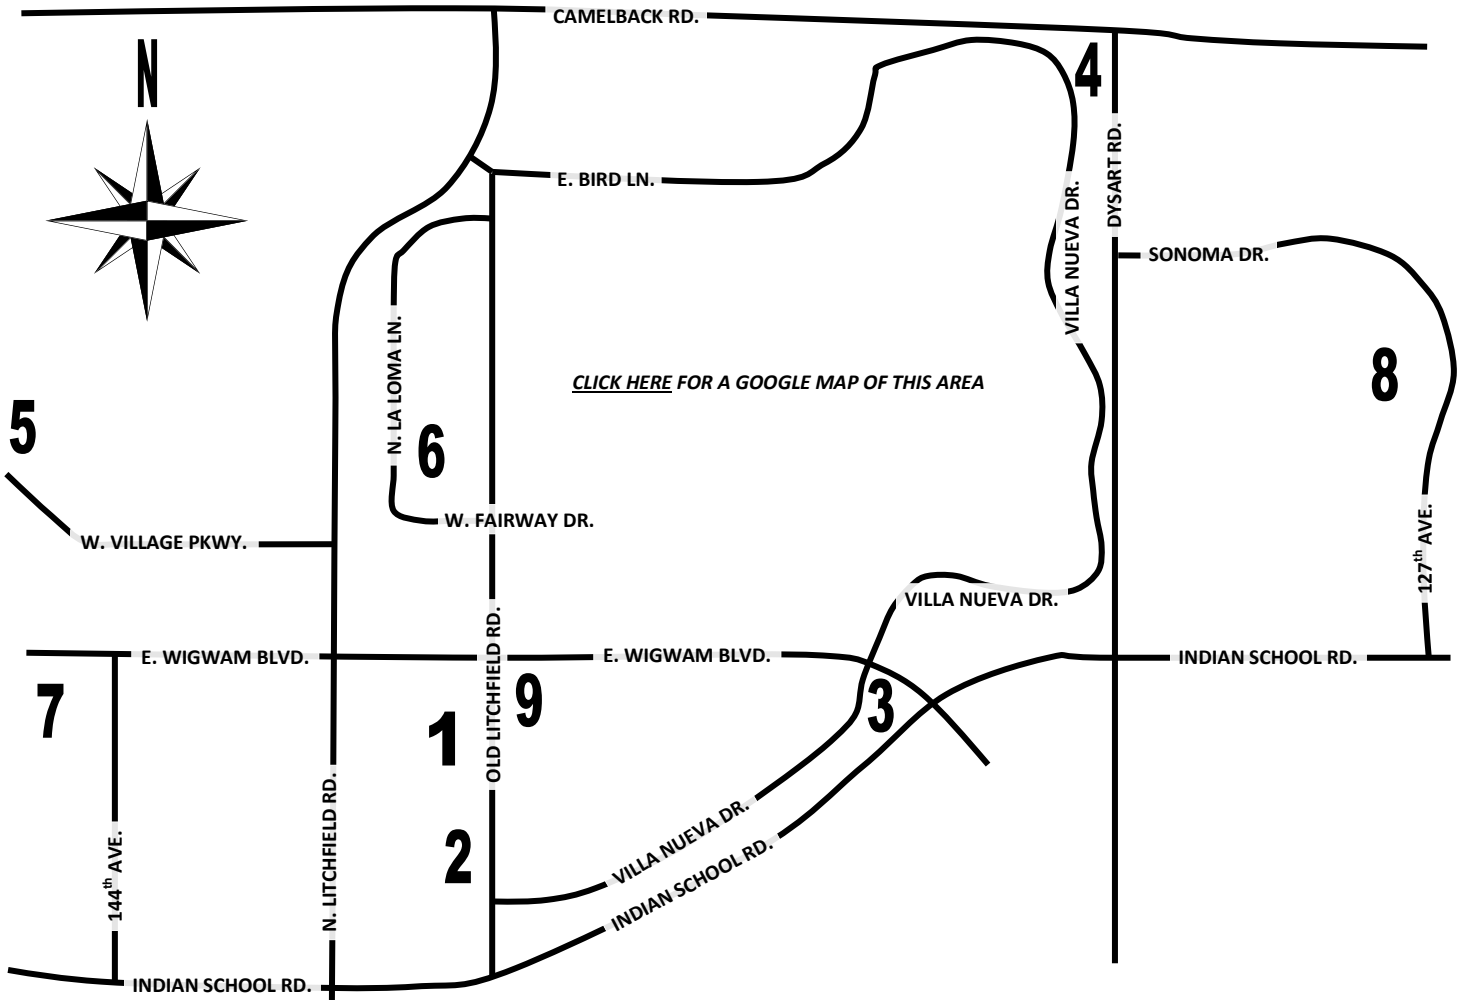 CAMELBACK RD.
N
4
DYSART RD.
E. BIRD LN.
VILLA NUEVA DR.
SONOMA DR.
N. LA LOMA LN.
CLICK HERE FOR A GOOGLE MAP OF THIS AREA
8
5
6
W. FAIRWAY DR.
W. VILLAGE PKWY.
127th AVE.
VILLA NUEVA DR.
OLD LITCHFIELD RD.
E. WIGWAM BLVD.
E. WIGWAM BLVD.
INDIAN SCHOOL RD.
7
9
3
1
N. LITCHFIELD RD.
2
VILLA NUEVA DR.
144th AVE.
INDIAN SCHOOL RD.
INDIAN SCHOOL RD.